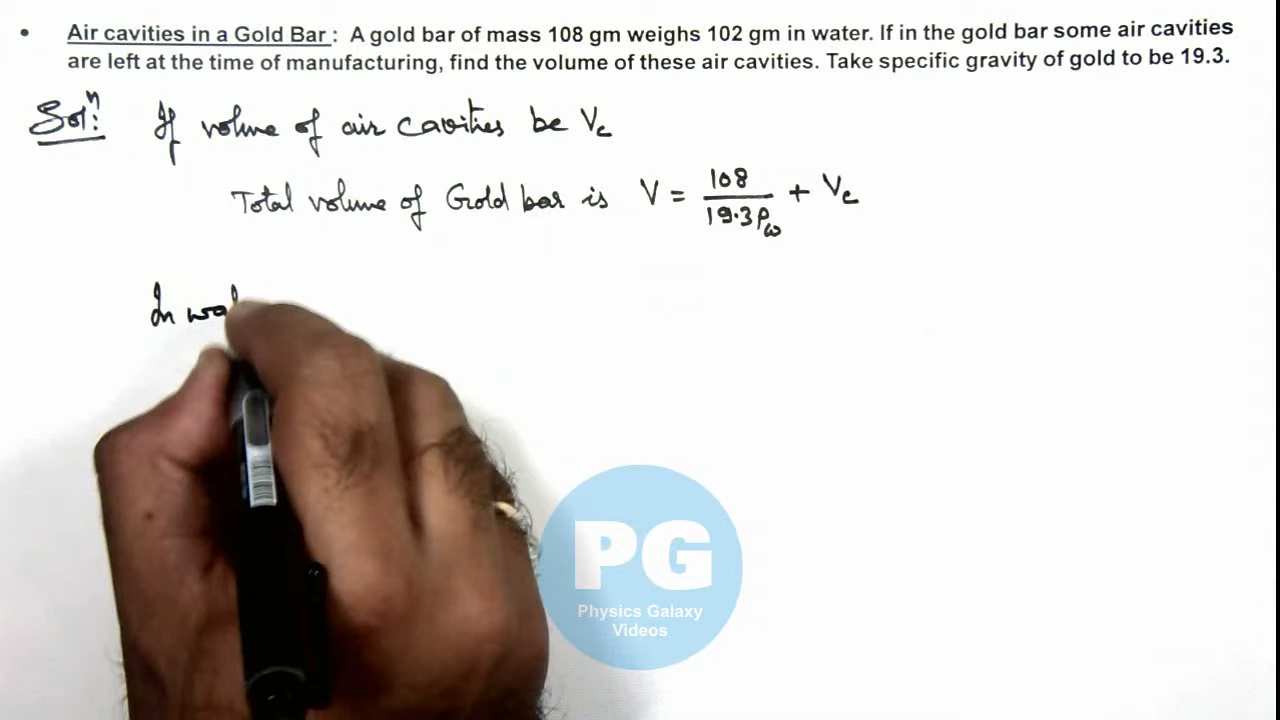 • Air cavities in a Gold Bar : A gold bar of mass 108 gm weighs 102 gm in water. If in the gold bar some air cavities
are left at the time of manufacturing, find the volume of these air cavities. Take specific gravity of gold to be 19.3.
Solⁿ: If volume of air cavities be Vc
Total volume of Gold bar is V = 108/19.3ρω + Vc
In
PG
Physics Galaxy
Videos